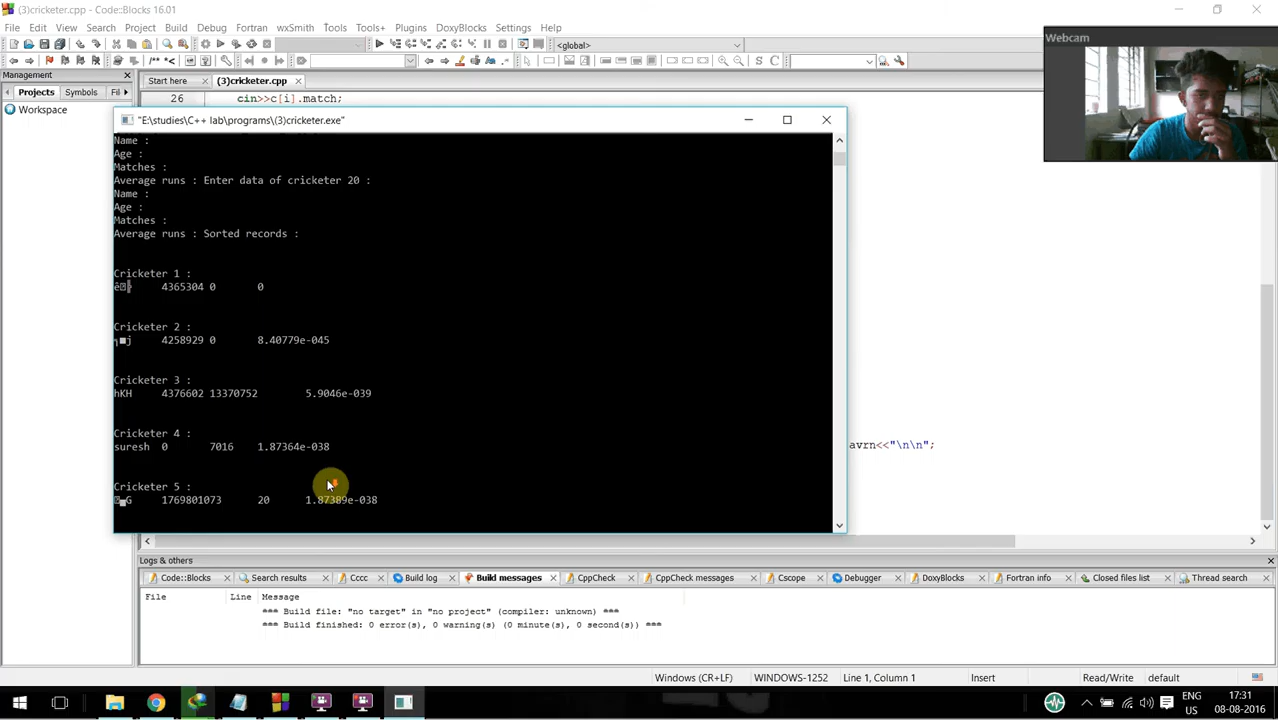 (3)cricketer.cpp - Code::Blocks 16.01
File Edit View Search Project Build Debug Fortran wxSmith Tools Tools+ Plugins DoxyBlocks Settings Help
<global>
Webcam
Management
Projects Symbols Fil
Workspace
Start here (3)cricketer.cpp
26 cin>>c[i].match;
"E:\studies\C++ lab\programs\(3)cricketer.exe"
Name :
Age :
Matches :
Average runs : Enter data of cricketer 20 :
Name :
Age :
Matches :
Average runs : Sorted records :
Cricketer 1 :
4365304 0 0
Cricketer 2 :
j 4258929 0 8.40779e-045
Cricketer 3 :
hKH 4376602 13370752 5.9046e-039
Cricketer 4 :
suresh 0 7016 1.87364e-038
avrn<<"\n\n";
Cricketer 5 :
G 1769801073 20 1.87389e-038
Logs & others
Code::Blocks Search results Cccc Build log Build messages CppCheck CppCheck messages Cscope Debugger DoxyBlocks Fortran info Closed files list Thread search
File Line Message
*** Build file: "no target" in "no project" (compiler: unknown) ***
*** Build finished: 0 error(s), 0 warning(s) (0 minute(s), 0 second(s)) ***
Windows (CR+LF) WINDOWS-1252 Line 1, Column 1 Insert Read/Write default
ENG 17:31
US 08-08-2016